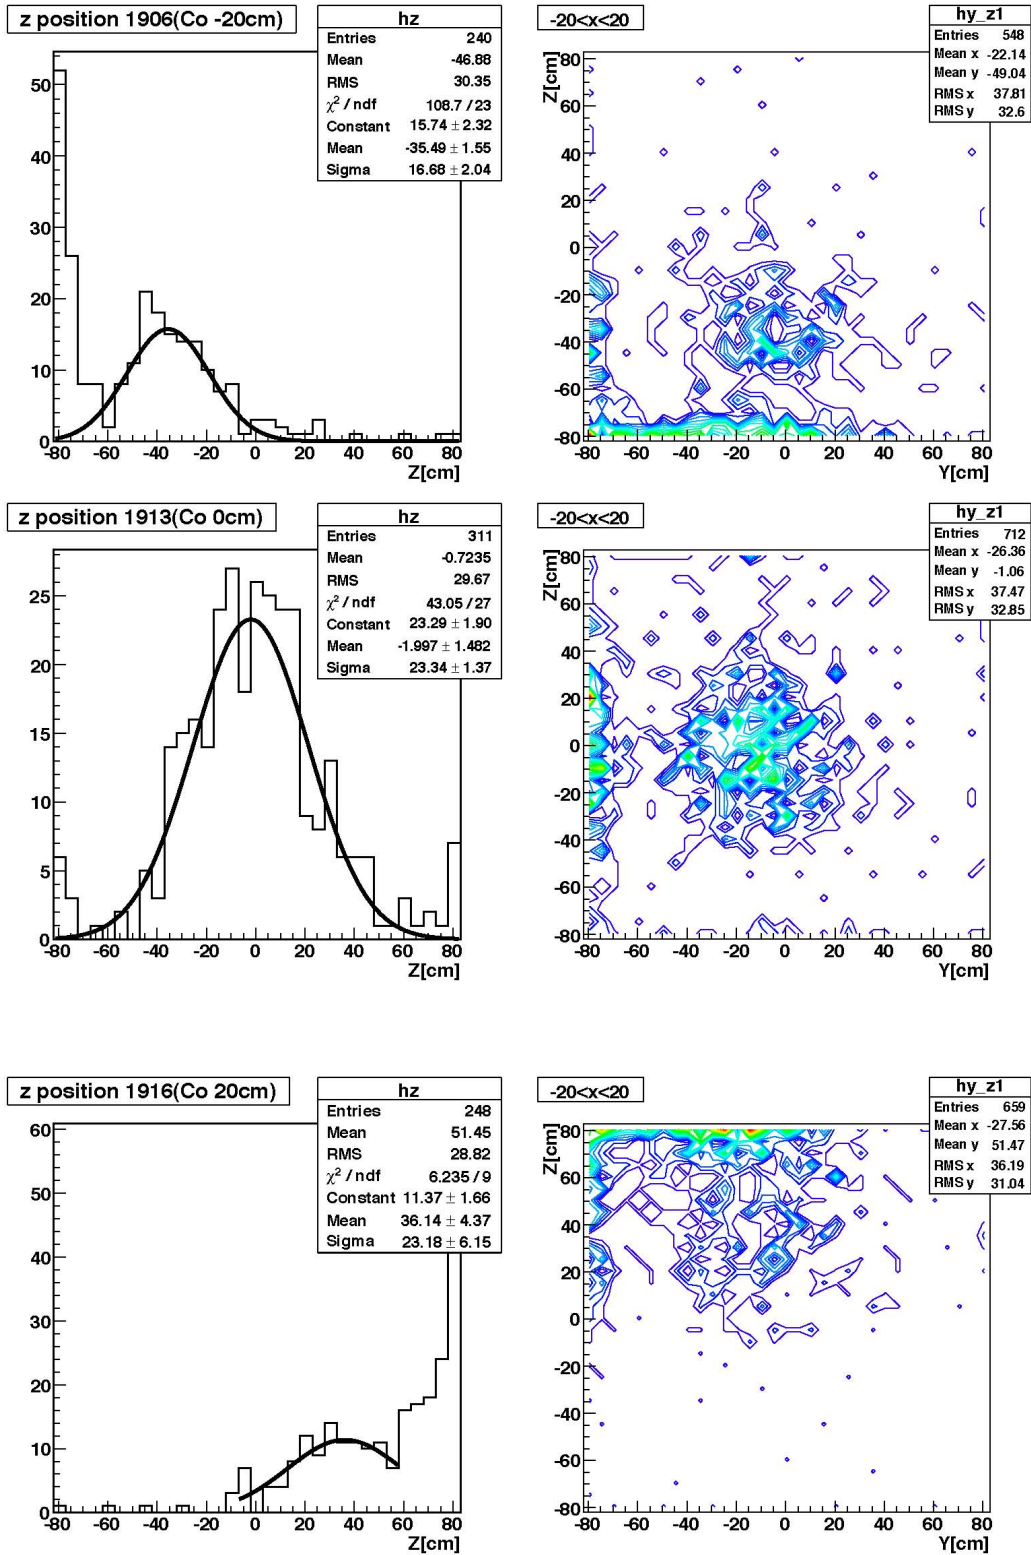 z position 1906(Co -20cm)
hz
Entries 240
Mean -46.88
RMS 30.35
χ² / ndf 108.7 / 23
Constant 15.74 ± 2.32
Mean -35.49 ± 1.55
Sigma 16.68 ± 2.04
50
40
30
20
10
0
-80 -60 -40 -20 0 20 40 60 80
Z[cm]
-20<x<20
hy_z1
Entries 548
Mean x -22.14
Mean y -49.04
RMS x 37.81
RMS y 32.6
Z[cm]
80
60
40
20
0
-20
-40
-60
-80
-80 -60 -40 -20 0 20 40 60 80
Y[cm]
z position 1913(Co 0cm)
hz
Entries 311
Mean -0.7235
RMS 29.67
χ² / ndf 43.05 / 27
Constant 23.29 ± 1.90
Mean -1.997 ± 1.482
Sigma 23.34 ± 1.37
25
20
15
10
5
0
-80 -60 -40 -20 0 20 40 60 80
Z[cm]
-20<x<20
hy_z1
Entries 712
Mean x -26.36
Mean y -1.06
RMS x 37.47
RMS y 32.85
Z[cm]
80
60
40
20
0
-20
-40
-60
-80
-80 -60 -40 -20 0 20 40 60 80
Y[cm]
z position 1916(Co 20cm)
hz
Entries 248
Mean 51.45
RMS 28.82
χ² / ndf 6.235 / 9
Constant 11.37 ± 1.66
Mean 36.14 ± 4.37
Sigma 23.18 ± 6.15
60
50
40
30
20
10
0
-80 -60 -40 -20 0 20 40 60 80
Z[cm]
-20<x<20
hy_z1
Entries 659
Mean x -27.56
Mean y 51.47
RMS x 36.19
RMS y 31.04
Z[cm]
80
60
40
20
0
-20
-40
-60
-80
-80 -60 -40 -20 0 20 40 60 80
Y[cm]